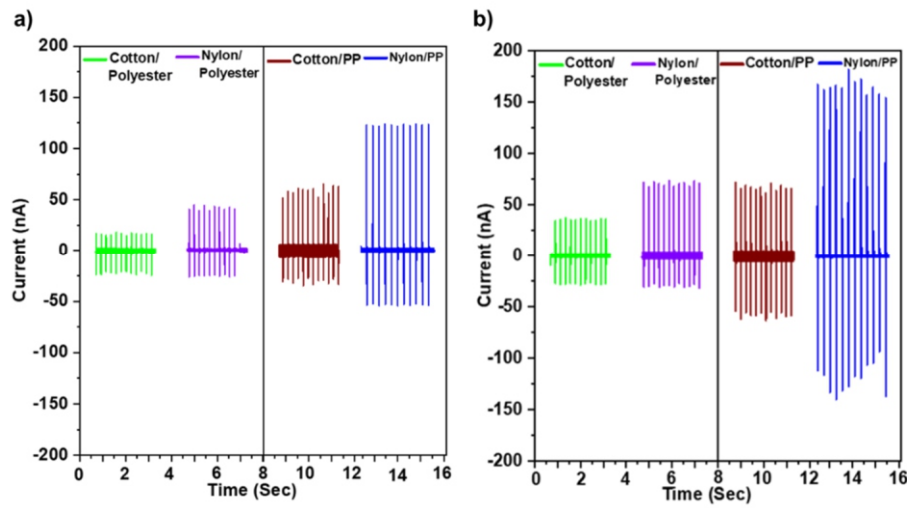 a)
200
150
100
50
0
-50
-100
-150
-200
Current (nA)
Cotton/
Polyester
Nylon/
Polyester
Cotton/PP
Nylon/PP
0 2 4 6 8 10 12 14 16
Time (Sec)
b)
200
150
100
50
0
-50
-100
-150
-200
Current (nA)
Cotton/
Polyester
Nylon/
Polyester
Cotton/PP
Nylon/PP
0 2 4 6 8 10 12 14 16
Time (Sec)